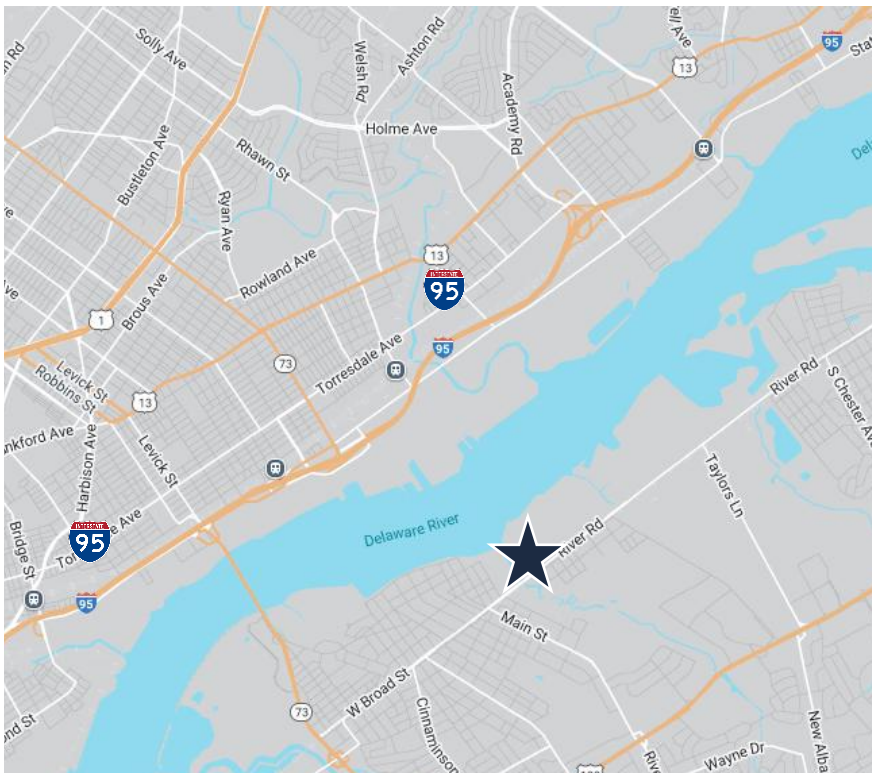 Solly Ave
Welsh Rd
Ashton Rd
13
95
Academy Rd
Holme Ave
Bustleton Ave
Rhawn St
Ryan Ave
13
Rowland Ave
INTERSTATE
95
Brous Ave
1
95
73
Torresdale Ave
River Rd
Levick St
Robbins St
13
S Chester Ave
Harbison Ave
Levick St
Taylors Ln
Delaware River
River Rd
INTERSTATE
95
Bridge St
95
Main St
W Broad St
73
Cinnaminson
New Alba
Wayne Dr